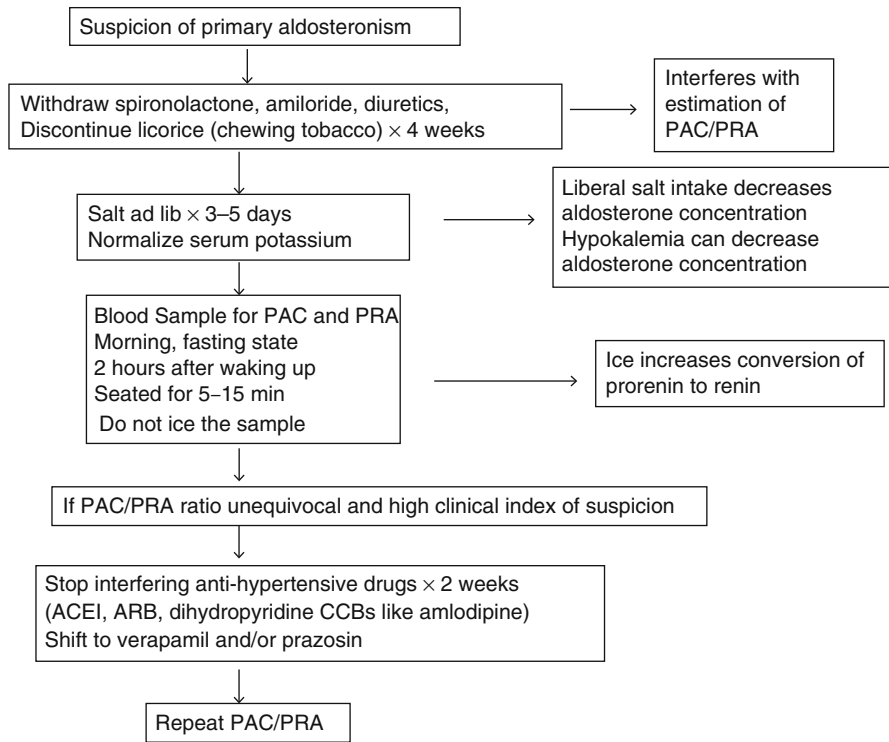 Suspicion of primary aldosteronism
Withdraw spironolactone, amiloride, diuretics,
Discontinue licorice (chewing tobacco) × 4 weeks
Interferes with
estimation of
PAC/PRA
Salt ad lib × 3–5 days
Normalize serum potassium
Liberal salt intake decreases
aldosterone concentration
Hypokalemia can decrease
aldosterone concentration
Blood Sample for PAC and PRA
Morning, fasting state
2 hours after waking up
Seated for 5–15 min
Do not ice the sample
Ice increases conversion of
prorenin to renin
If PAC/PRA ratio unequivocal and high clinical index of suspicion
Stop interfering anti-hypertensive drugs × 2 weeks
(ACEI, ARB, dihydropyridine CCBs like amlodipine)
Shift to verapamil and/or prazosin
Repeat PAC/PRA